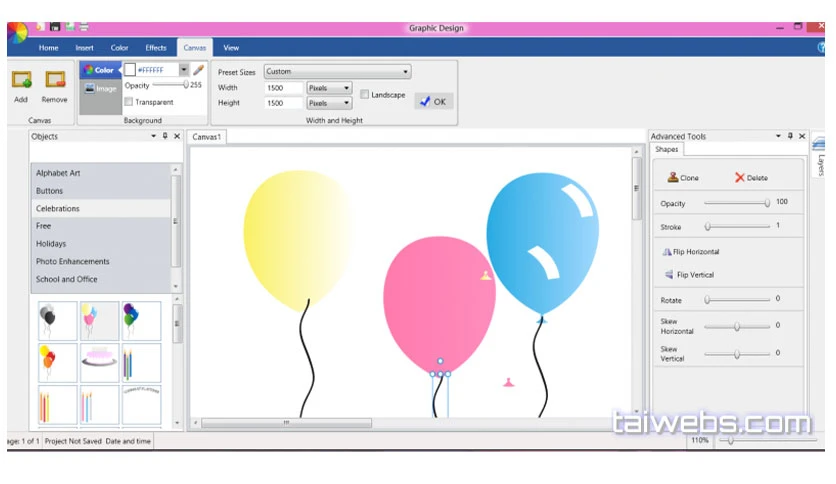 Graphic Design
Home Insert Color Effects Canvas View
Color #FFFFFF
Image Opacity 255
Transparent
Add Remove
Canvas Background
Preset Sizes Custom
Width 1500 Pixels
Landscape
Height 1500 Pixels
OK
Width and Height
Objects
Canvas1
Advanced Tools
Shapes
Layers
Alphabet Art
Buttons
Celebrations
Free
Holidays
Photo Enhancements
School and Office
Clone Delete
Opacity 100
Stroke 1
Flip Horizontal
Flip Vertical
Rotate 0
Skew Horizontal 0
Skew Vertical 0
taiwebs.com
age: 1 of 1 Project Not Saved Date and time 110%